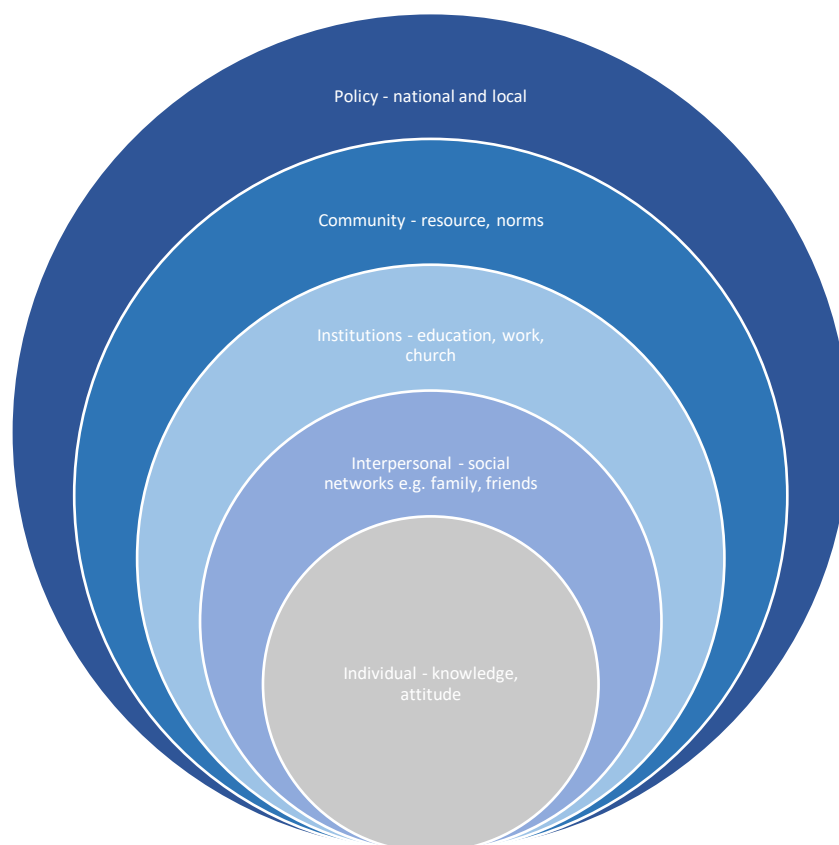 Policy - national and local
Community - resource, norms
Institutions - education, work,
church
Interpersonal - social
networks e.g. family, friends
Individual - knowledge,
attitude